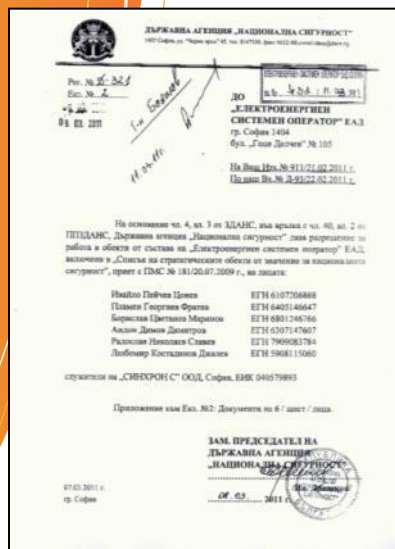 ДЪРЖАВНА АГЕНЦИЯ „НАЦИОНАЛНА СИГУРНОСТ“
Рег. №
Екз. № 2
09 03. 2011
ДО
„ЕЛЕКТРОЕНЕРГИЕН
СИСТЕМЕН ОПЕРАТОР“ ЕАД
гр. София 1404
бул. „Гоце Делчев“ № 105
На Ваш Изх.№ 911/21.02.2011 г.
По наш Вх.№ Д-93/22.02.2011 г.
На основание чл. 4, ал. 3 от ЗДАНС, във връзка с чл. 40, ал. 2 от
ППЗДАНС, Държавна агенция „Национална сигурност“ дава разрешение за
работа в обекти от състава на „Електроенергиен системен оператор“ ЕАД,
включени в „Списък на стратегическите обекти от значение за националната
сигурност“, приет с ПМС № 181/20.07.2009 г., на лицата:
Ивайло Пейчев Цонев ЕГН 6107206868
Пламен Георгиев Фратев ЕГН 6405146647
Борислав Цветанов Маринов ЕГН 6801246766
Андон Димов Димитров ЕГН 6307147607
Радослав Николаев Славев ЕГН 7909083784
Любомир Костадинов Джалев ЕГН 5908115060
служители на „СИНХРОН С“ ООД, София, ЕИК 040579893
Приложение към Екз. №2: Документи на 6 / шест / листа.
ЗАМ. ПРЕДСЕДАТЕЛ НА
ДЪРЖАВНА АГЕНЦИЯ
„НАЦИОНАЛНА СИГУРНОСТ“
07.03.2011 г.
гр. София
08.03. 2011 г.